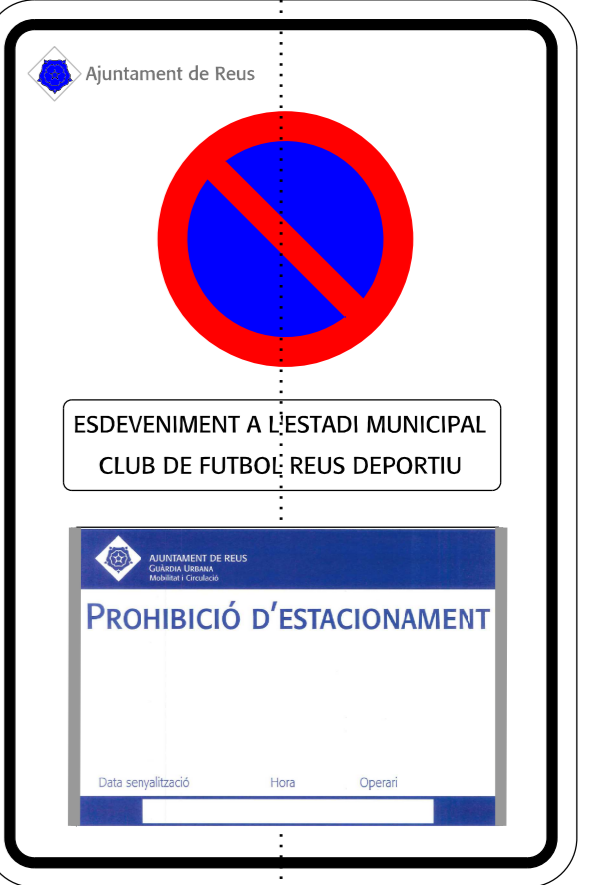 Ajuntament de Reus
ESDEVENIMENT A L'ESTADI MUNICIPAL
CLUB DE FUTBOL REUS DEPORTIU
AJUNTAMENT DE REUS
GUÀRDIA URBANA
Mobilitat i Circulació
PROHIBICIÓ D'ESTACIONAMENT
Data senyalització Hora Operari